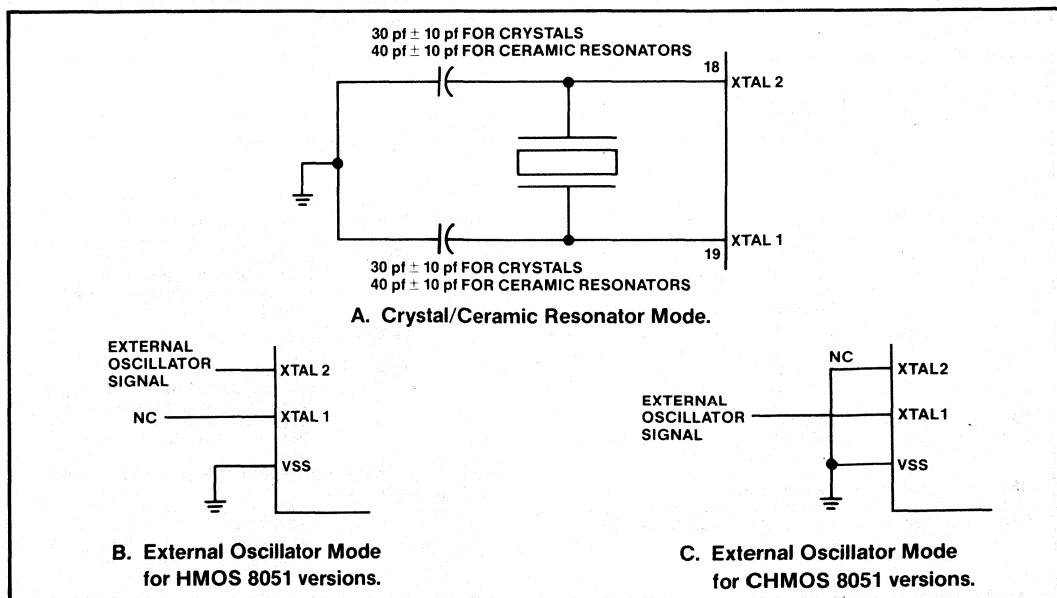 30 pf ± 10 pf FOR CRYSTALS
40 pf ± 10 pf FOR CERAMIC RESONATORS
18
XTAL 2
XTAL 1
19
30 pf ± 10 pf FOR CRYSTALS
40 pf ± 10 pf FOR CERAMIC RESONATORS
A. Crystal/Ceramic Resonator Mode.
EXTERNAL
OSCILLATOR
SIGNAL
XTAL 2
NC
XTAL 1
VSS
B. External Oscillator Mode
for HMOS 8051 versions.
NC
XTAL2
EXTERNAL
OSCILLATOR
SIGNAL
XTAL1
VSS
C. External Oscillator Mode
for CHMOS 8051 versions.